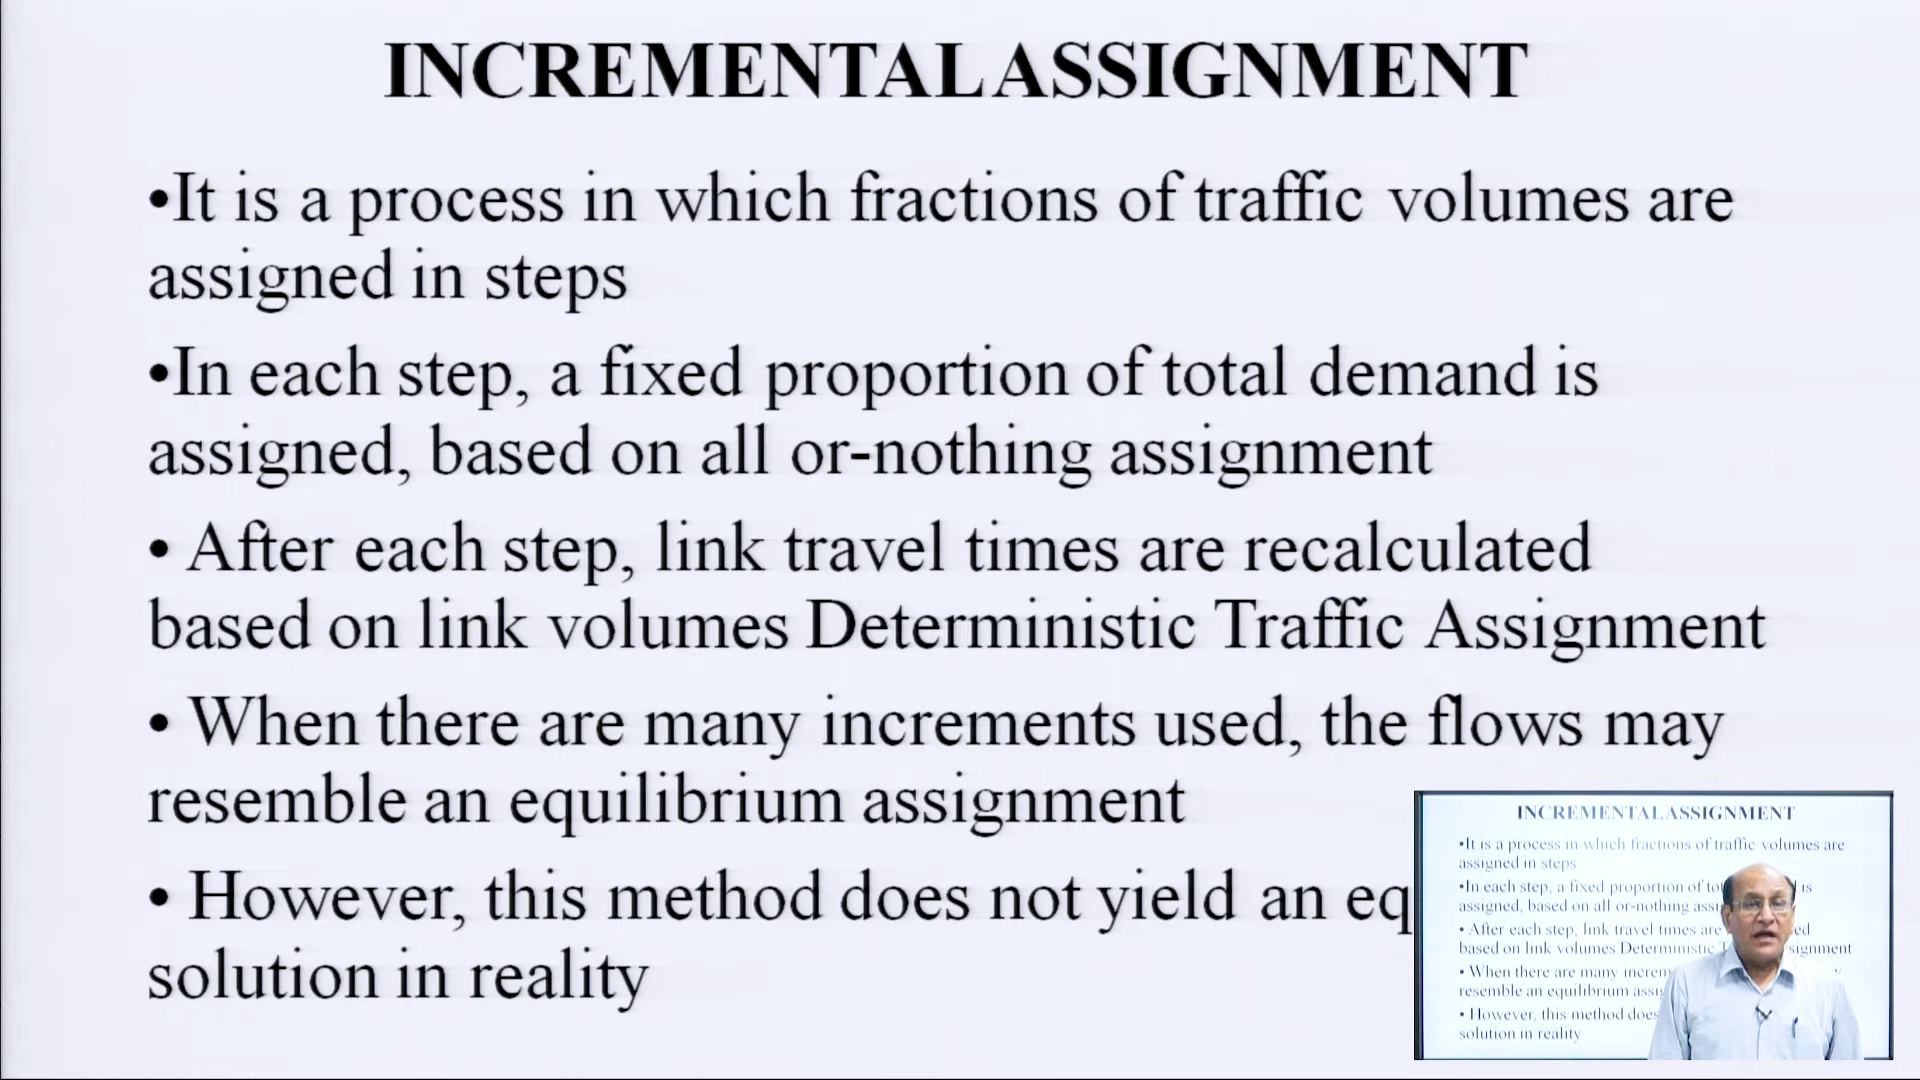 INCREMENTAL ASSIGNMENT
•It is a process in which fractions of traffic volumes are
assigned in steps
•In each step, a fixed proportion of total demand is
assigned, based on all or-nothing assignment
• After each step, link travel times are recalculated
based on link volumes Deterministic Traffic Assignment
• When there are many increments used, the flows may
resemble an equilibrium assignment
• However, this method does not yield an eq
solution in reality
INCREMENTAL ASSIGNMENT
•It is a process in which fractions of traffic volumes are
assigned in steps
•In each step, a fixed proportion of is
assigned, based on all or-nothing
• After each step, link travel times are
based on link volumes Deterministic
• When there are many
resemble an equilibrium
• However, this method does
solution in reality